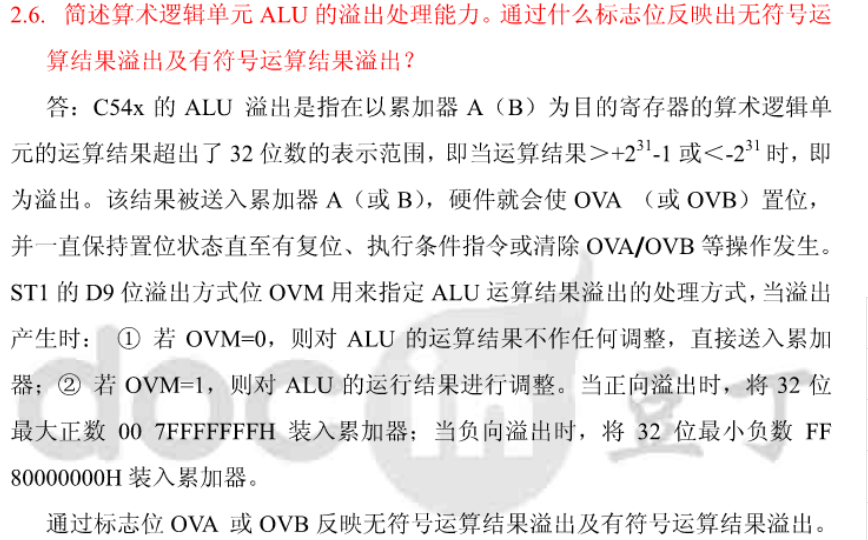 2.6. 简述算术逻辑单元 ALU 的溢出处理能力。通过什么标志位反映出无符号运
算结果溢出及有符号运算结果溢出？
答：C54x 的 ALU 溢出是指在以累加器 A（B）为目的寄存器的算术逻辑单
元的运算结果超出了 32 位数的表示范围，即当运算结果＞+2³¹-1 或＜-2³¹ 时，即
为溢出。该结果被送入累加器 A（或 B），硬件就会使 OVA （或 OVB）置位，
并一直保持置位状态直至有复位、执行条件指令或清除 OVA/OVB 等操作发生。
ST1 的 D9 位溢出方式位 OVM 用来指定 ALU 运算结果溢出的处理方式，当溢出
产生时： ① 若 OVM=0，则对 ALU 的运算结果不作任何调整，直接送入累加
器；② 若 OVM=1，则对 ALU 的运行结果进行调整。当正向溢出时，将 32 位
最大正数 00 7FFFFFFFH 装入累加器；当负向溢出时，将 32 位最小负数 FF
80000000H 装入累加器。
通过标志位 OVA 或 OVB 反映无符号运算结果溢出及有符号运算结果溢出。
docin 豆丁